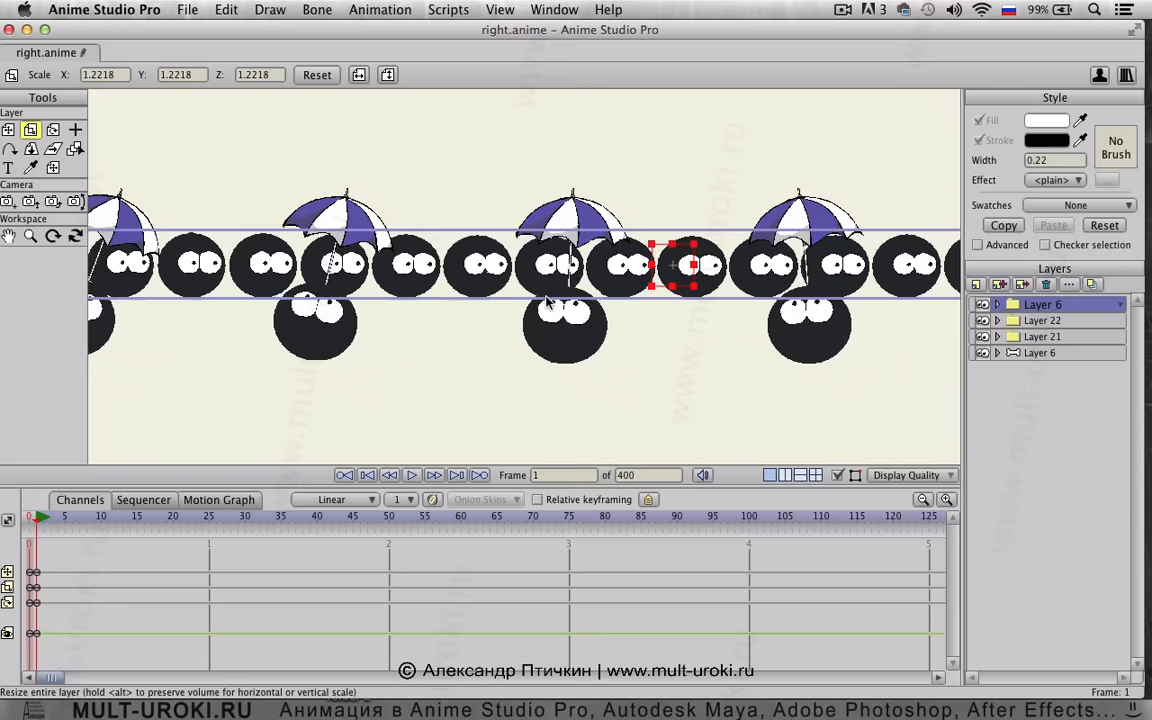 Anime Studio Pro File Edit Draw Bone Animation Scripts View Window Help 3 99%
right.anime – Anime Studio Pro
right.anime
Scale X: 1.2218 Y: 1.2218 Z: 1.2218 Reset
Tools
Layer
T
Camera
Workspace
Style
Fill
Stroke
No Brush
Width 0.22
Effect <plain>
Swatches None
Copy Paste Reset
Advanced Checker selection
Layers
Layer 6
Layer 22
Layer 21
Layer 6
Frame 1 of 400 Display Quality
Channels Sequencer Motion Graph Linear 1 Onion Skins Relative keyframing
0 5 10 15 20 25 30 35 40 45 50 55 60 65 70 75 80 85 90 95 100 105 110 115 120 125
0 1 2 3 4 5
© Александр Птичкин | www.mult-uroki.ru
Resize entire layer (hold <alt> to preserve volume for horizontal or vertical scale) Frame: 1
MULT-UROKI.RU Анимация в Anime Studio Pro, Autodesk Maya, Adobe Photoshop, After Effects...